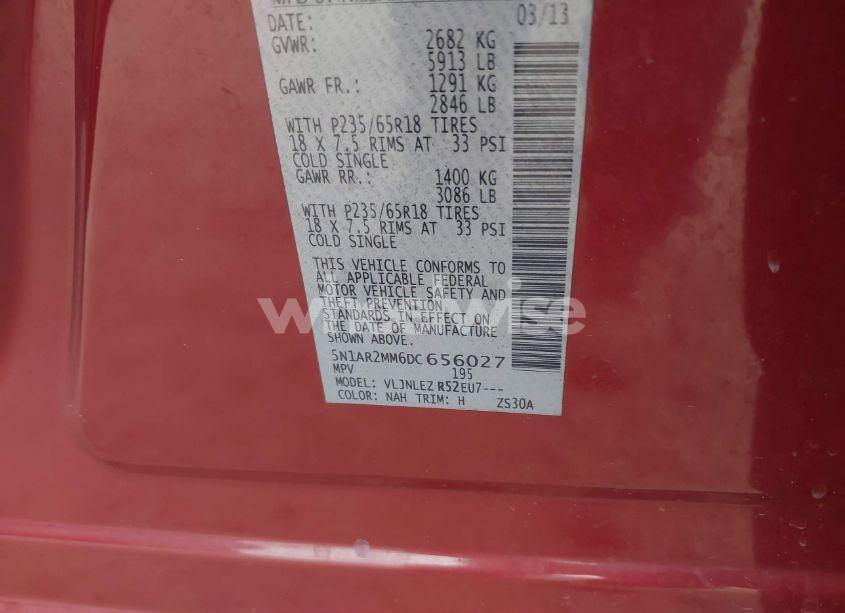 DATE: 03/13
GVWR: 2682 KG
5913 LB
GAWR FR.: 1291 KG
2846 LB
WITH P235/65R18 TIRES
18 X 7.5 RIMS AT 33 PSI
COLD SINGLE
GAWR RR.: 1400 KG
3086 LB
WITH P235/65R18 TIRES
18 X 7.5 RIMS AT 33 PSI
COLD SINGLE
THIS VEHICLE CONFORMS TO
ALL APPLICABLE FEDERAL
MOTOR VEHICLE SAFETY AND
THEFT PREVENTION
STANDARDS IN EFFECT ON
THE DATE OF MANUFACTURE
SHOWN ABOVE.
5N1AR2MM6DC656027
MPV 195
MODEL: VLJNLEZ R52EU7---
COLOR: NAH TRIM: H ZS30A